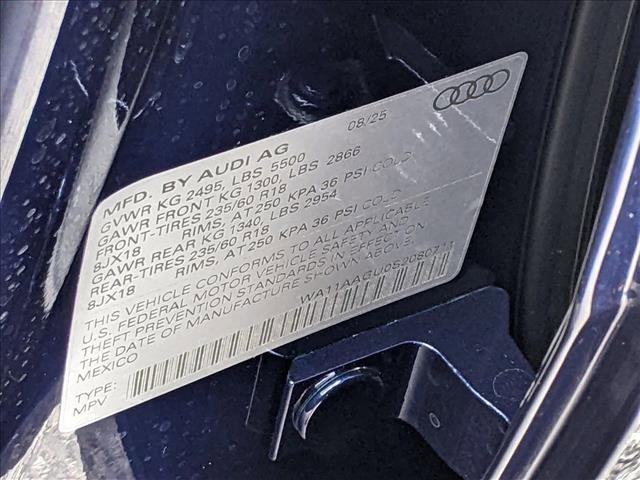 MFD. BY AUDI AG 08/25
GVWR KG 2495, LBS 5500
GAWR FRONT KG 1300, LBS 2866
FRONT-TIRES 235/60 R18
8JX18 RIMS, AT 250 KPA 36 PSI COLD
GAWR REAR KG 1340, LBS 2954
REAR-TIRES 235/60 R18
8JX18 RIMS, AT 250 KPA 36 PSI COLD
THIS VEHICLE CONFORMS TO ALL APPLICABLE
U.S. FEDERAL MOTOR VEHICLE SAFETY AND
THEFT PREVENTION STANDARDS IN EFFECT ON
THE DATE OF MANUFACTURE SHOWN ABOVE.
MEXICO WA11AAGU0S2080711
TYPE:
MPV